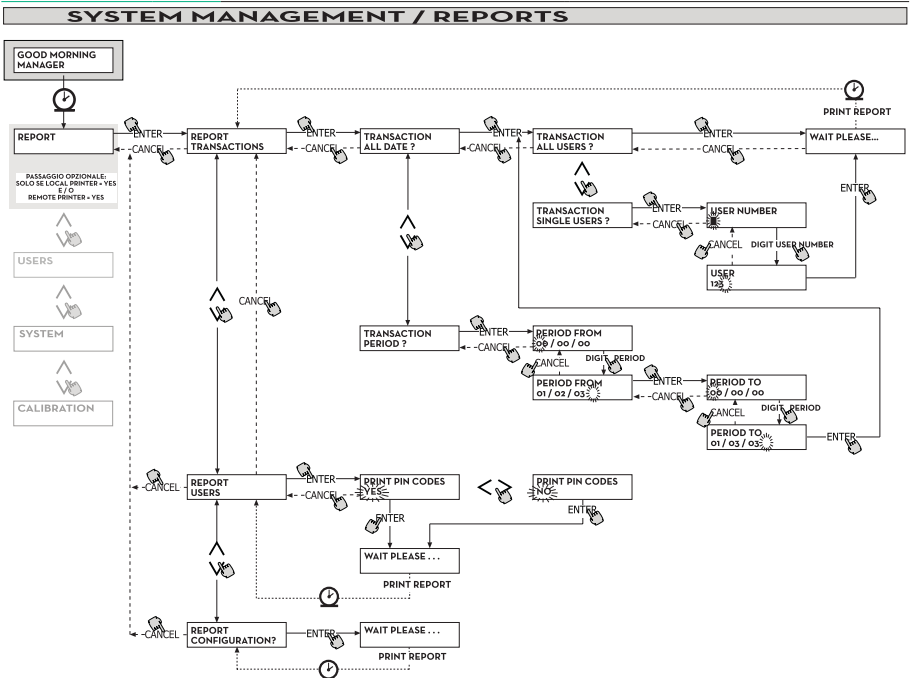 SYSTEM MANAGEMENT / REPORTS
GOOD MORNING
MANAGER
PRINT REPORT
REPORT
ENTER
CANCEL
REPORT
TRANSACTIONS
ENTER
CANCEL
TRANSACTION
ALL DATE ?
ENTER
CANCEL
TRANSACTION
ALL USERS ?
ENTER
CANCEL
WAIT PLEASE...
PASSAGGIO OPZIONALE:
SOLO SE LOCAL PRINTER = YES
E / O
REMOTE PRINTER = YES
ENTER
TRANSACTION
SINGLE USERS ?
ENTER
CANCEL
USER NUMBER
CANCEL
DIGIT USER NUMBER
USER
123
USERS
CANCEL
SYSTEM
TRANSACTION
PERIOD ?
ENTER
CANCEL
PERIOD FROM
00 / 00 / 00
CANCEL
DIGIT PERIOD
PERIOD FROM
01 / 02 / 03
ENTER
CANCEL
PERIOD TO
00 / 00 / 00
CANCEL
DIGIT PERIOD
PERIOD TO
01 / 03 / 03
ENTER
CALIBRATION
CANCEL
REPORT
USERS
ENTER
CANCEL
PRINT PIN CODES
YES
PRINT PIN CODES
NO
ENTER
ENTER
WAIT PLEASE . . .
PRINT REPORT
CANCEL
REPORT
CONFIGURATION?
ENTER
WAIT PLEASE . . .
PRINT REPORT